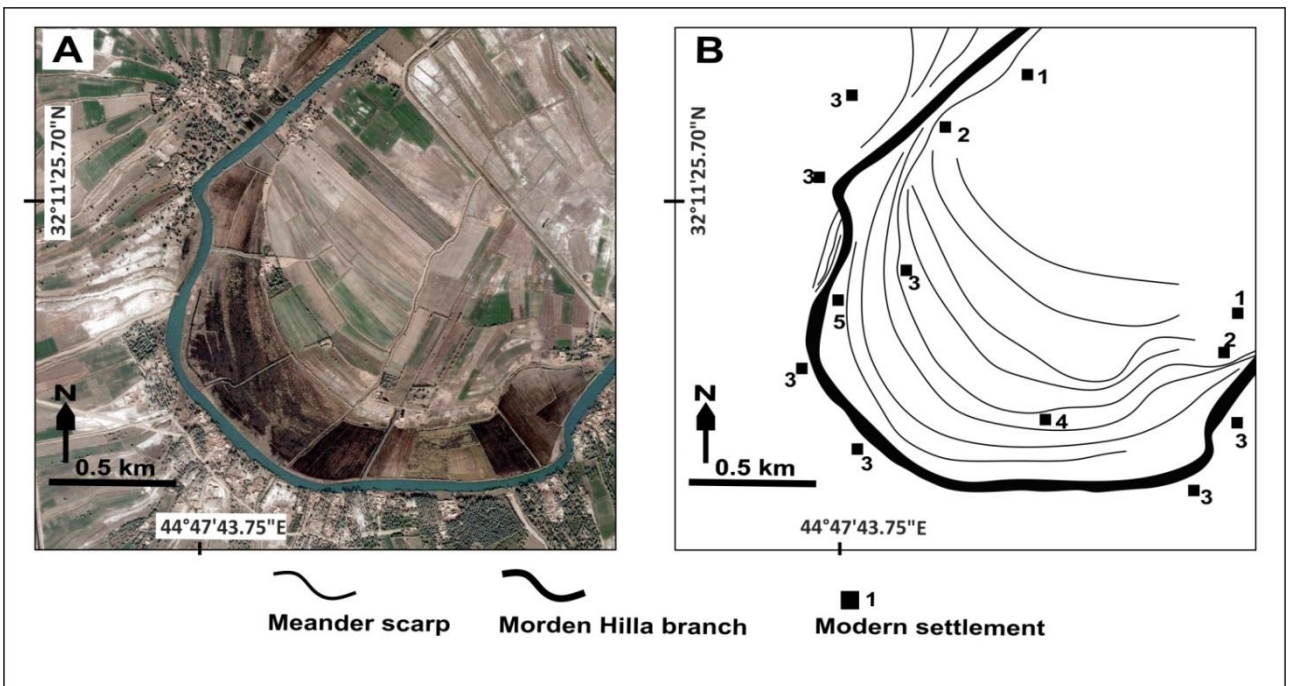 A
32°11'25.70"N
N
0.5 km
44°47'43.75"E
B
32°11'25.70"N
1
3
2
3
3
1
5
2
3
4
3
3
3
N
0.5 km
44°47'43.75"E
1
Meander scarp
Morden Hilla branch
Modern settlement